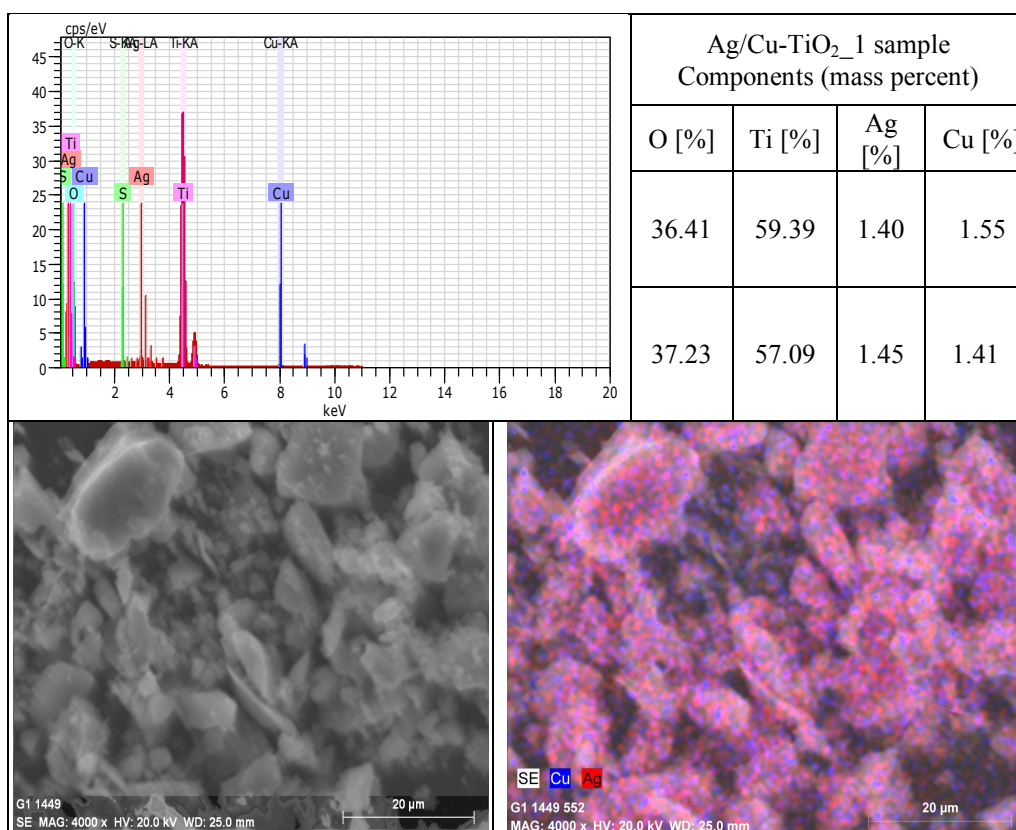 cps/eV
O-K S-KA Ag-LA Ti-KA Cu-KA
45
40
35
30
25
20
15
10
5
0
Ti
Ag
S Cu Ag
O S Ti Cu
2 4 6 8 10 12 14 16 18 20
keV
Ag/Cu-TiO₂_1 sample
Components (mass percent)
O [%] Ti [%] Ag [%] Cu [%]
36.41 59.39 1.40 1.55
37.23 57.09 1.45 1.41
G1 1449
SE MAG: 4000 x HV: 20.0 kV WD: 25.0 mm
20 µm
SE Cu Ag
G1 1449 552
MAG: 4000 x HV: 20.0 kV WD: 25.0 mm
20 µm